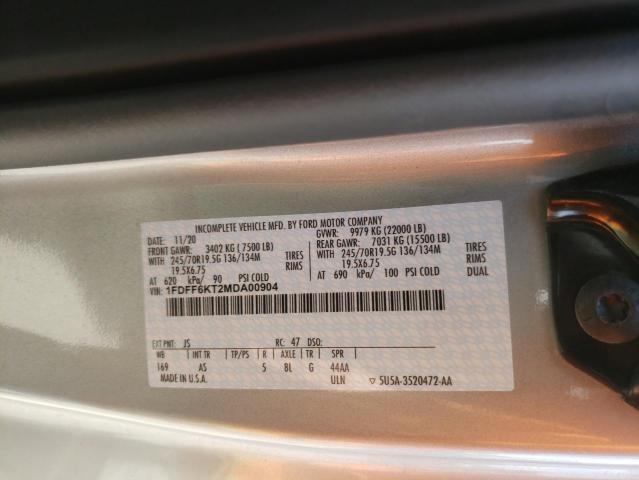 INCOMPLETE VEHICLE MFD. BY FORD MOTOR COMPANY
DATE: 11/20 GVWR: 9979 KG (22000 LB)
FRONT GAWR: 3402 KG (7500 LB) REAR GAWR: 7031 KG (15500 LB)
WITH 245/70R19.5G 136/134M TIRES WITH 245/70R19.5G 136/134M TIRES
19.5X6.75 RIMS 19.5X6.75 RIMS
AT 620 kPa/ 90 PSI COLD AT 690 kPa/ 100 PSI COLD DUAL
VIN: 1FDFF6KT2MDA00904
EXT PNT: JS RC: 47 DSO:
WB INT TR TP/PS R AXLE TR SPR
169 AS 5 8L G 44AA
MADE IN U.S.A. ULN ▽ 5U5A-3520472-AA